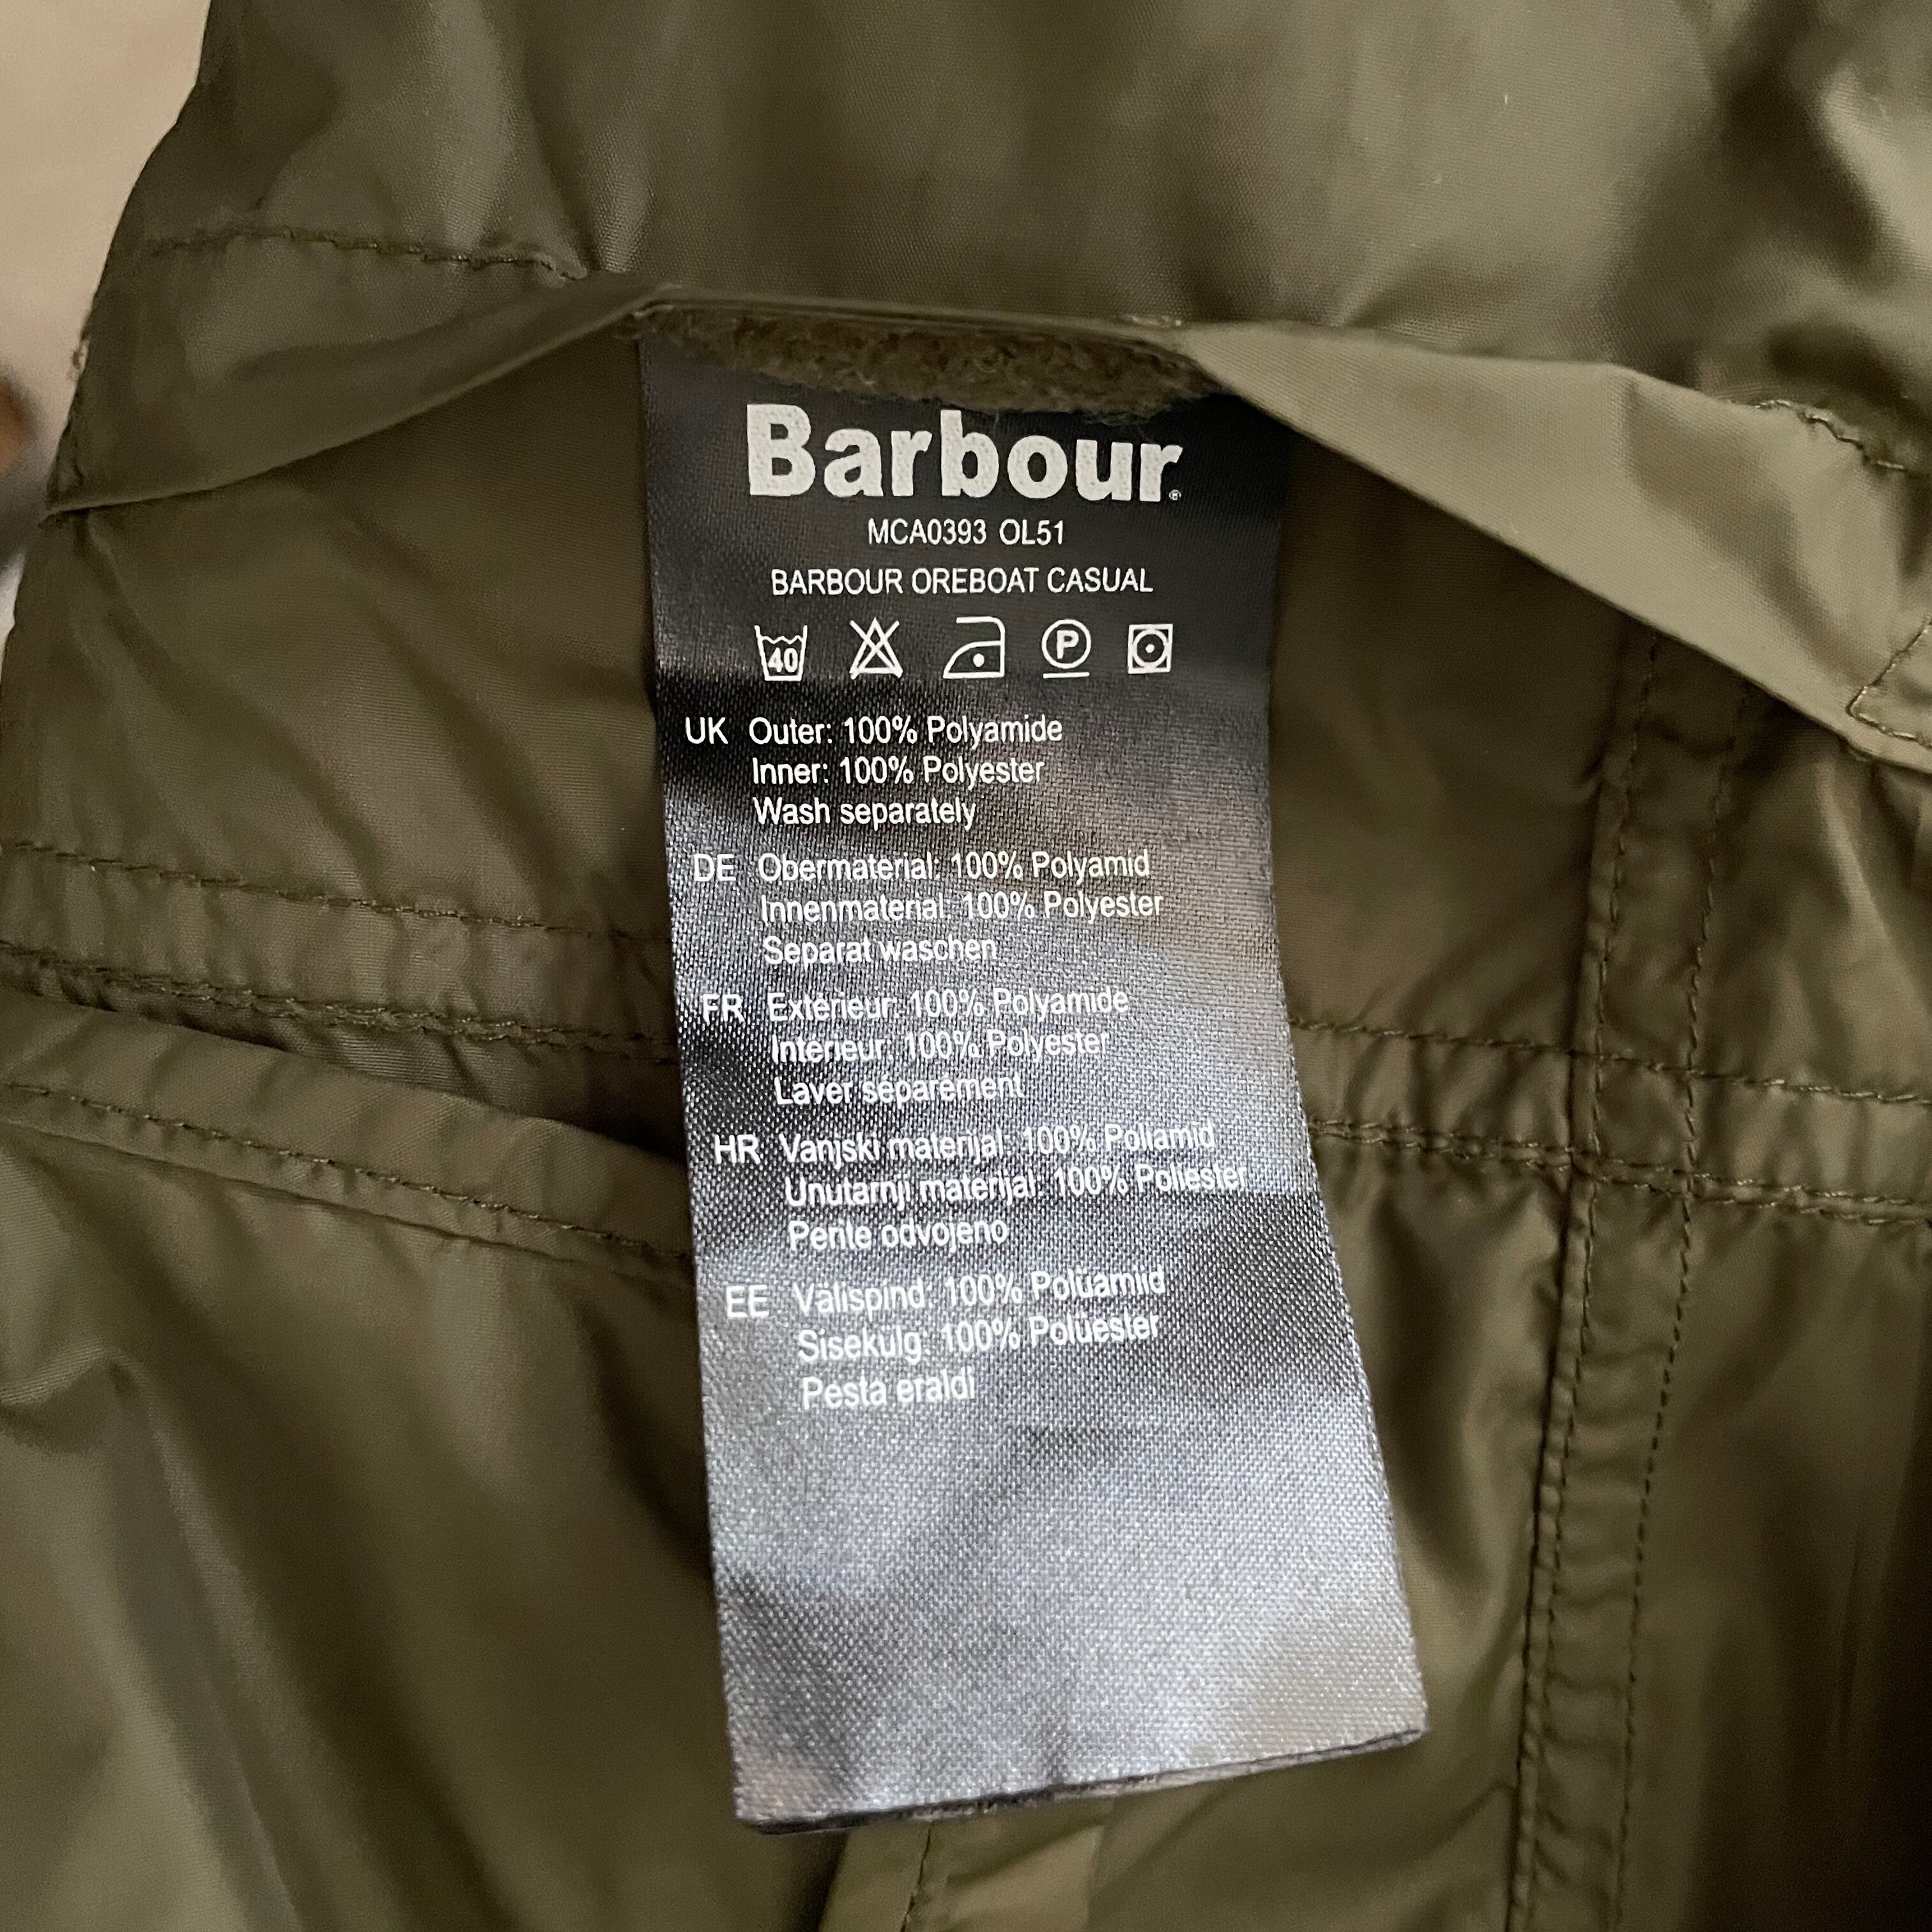 Barbour®
MCA0393 OL51
BARBOUR OREBOAT CASUAL
40 P
UK Outer: 100% Polyamide
Inner: 100% Polyester
Wash separately
DE Obermaterial: 100% Polyamid
Innenmaterial: 100% Polyester
Separat waschen
FR Extérieur: 100% Polyamide
Intérieur: 100% Polyester
Laver séparément
HR Vanjski materijal: 100% Poliamid
Unutarnji materijal: 100% Poliester
Perite odvojeno
EE Välispind: 100% Polüamiid
Sisekülg: 100% Polüester
Pesta eraldi